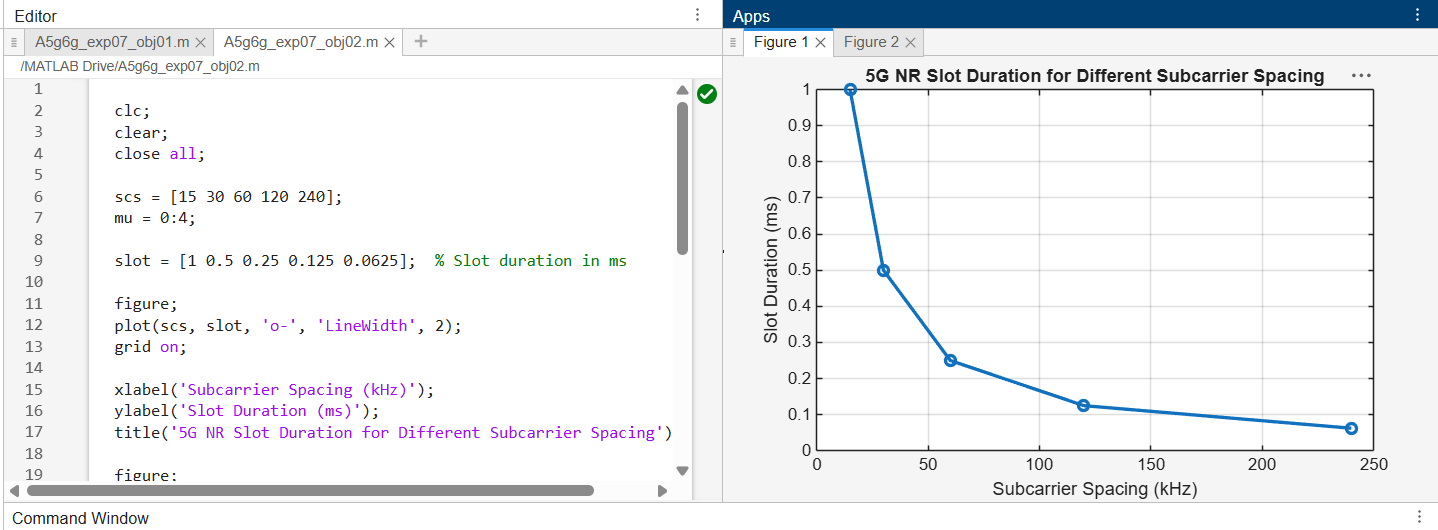 Editor
A5g6g_exp07_obj01.m
A5g6g_exp07_obj02.m
/MATLAB Drive/A5g6g_exp07_obj02.m
1
2 clc;
3 clear;
4 close all;
5
6 scs = [15 30 60 120 240];
7 mu = 0:4;
8
9 slot = [1 0.5 0.25 0.125 0.0625]; % Slot duration in ms
10
11 figure;
12 plot(scs, slot, 'o-', 'LineWidth', 2);
13 grid on;
14
15 xlabel('Subcarrier Spacing (kHz)');
16 ylabel('Slot Duration (ms)');
17 title('5G NR Slot Duration for Different Subcarrier Spacing')
18
19 figure;
Apps
Figure 1
Figure 2
5G NR Slot Duration for Different Subcarrier Spacing
Slot Duration (ms)
1
0.9
0.8
0.7
0.6
0.5
0.4
0.3
0.2
0.1
0
0 50 100 150 200 250
Subcarrier Spacing (kHz)
Command Window